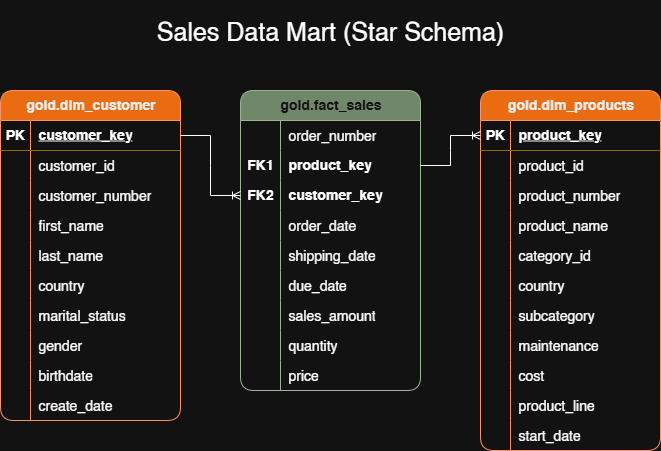 Sales Data Mart (Star Schema)
gold.dim_customer
PK customer_key
customer_id
customer_number
first_name
last_name
country
marital_status
gender
birthdate
create_date
gold.fact_sales
order_number
FK1 product_key
FK2 customer_key
order_date
shipping_date
due_date
sales_amount
quantity
price
gold.dim_products
PK product_key
product_id
product_number
product_name
category_id
country
subcategory
maintenance
cost
product_line
start_date